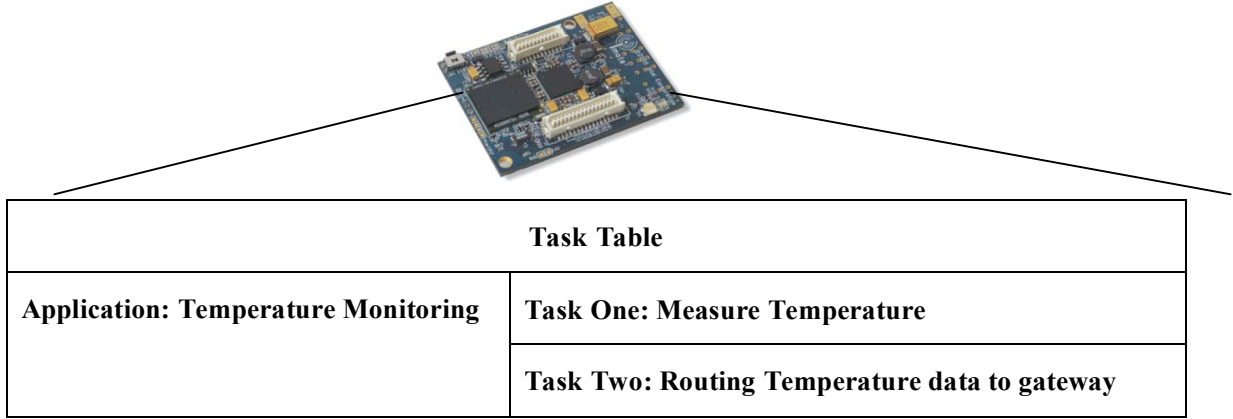 Task Table
Application: Temperature Monitoring
Task One: Measure Temperature
Task Two: Routing Temperature data to gateway